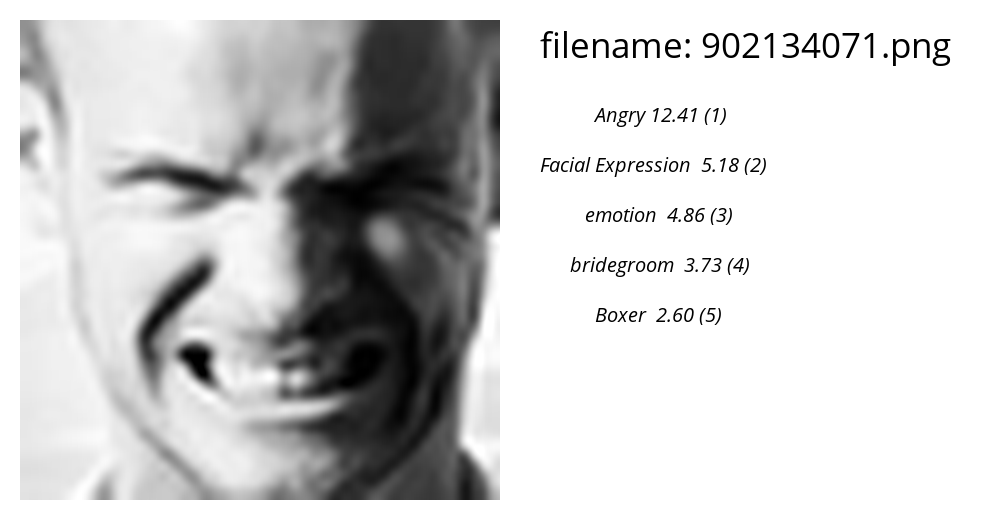 filename: 902134071.png
Angry 12.41 (1)
Facial Expression 5.18 (2)
emotion 4.86 (3)
bridegroom 3.73 (4)
Boxer 2.60 (5)